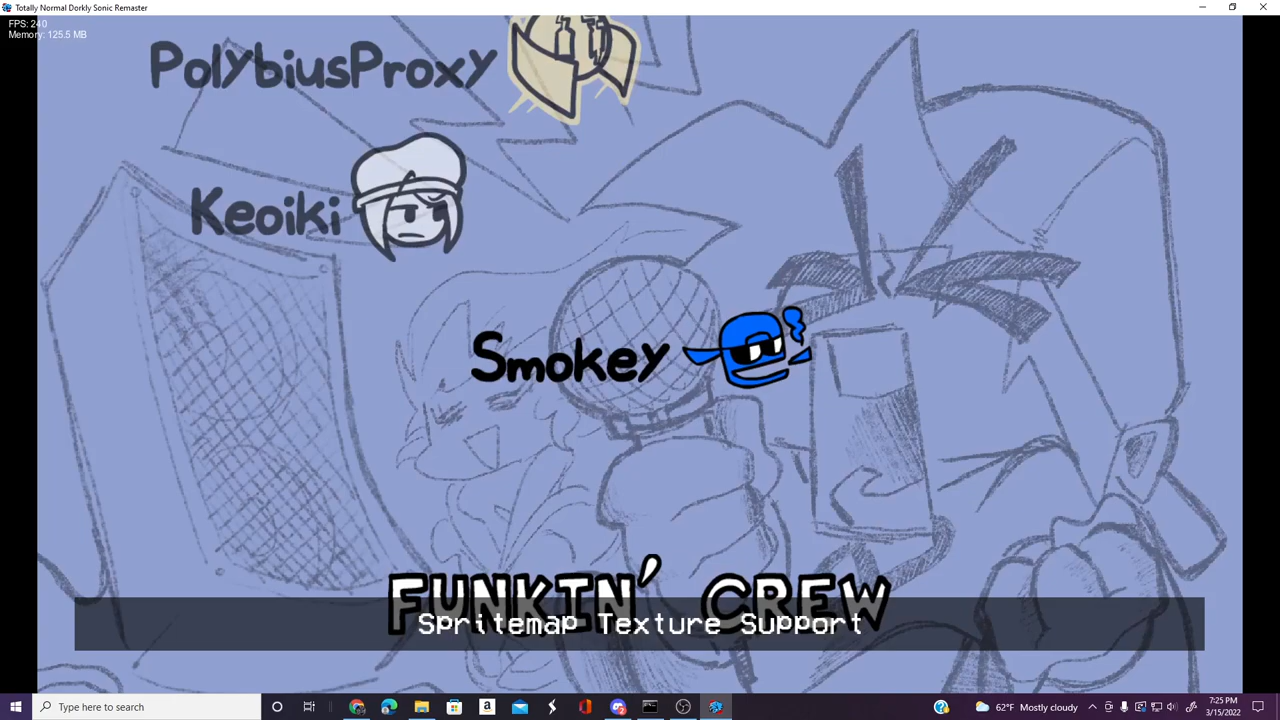 Totally Normal Dorkly Sonic Remaster
FPS: 240
Memory: 125.5 MB
PolybiusProxy
Keoiki
Smokey
FUNKIN' CREW
Spritemap Texture Support
Type here to search
a
62°F Mostly cloudy
7:25 PM
3/15/2022